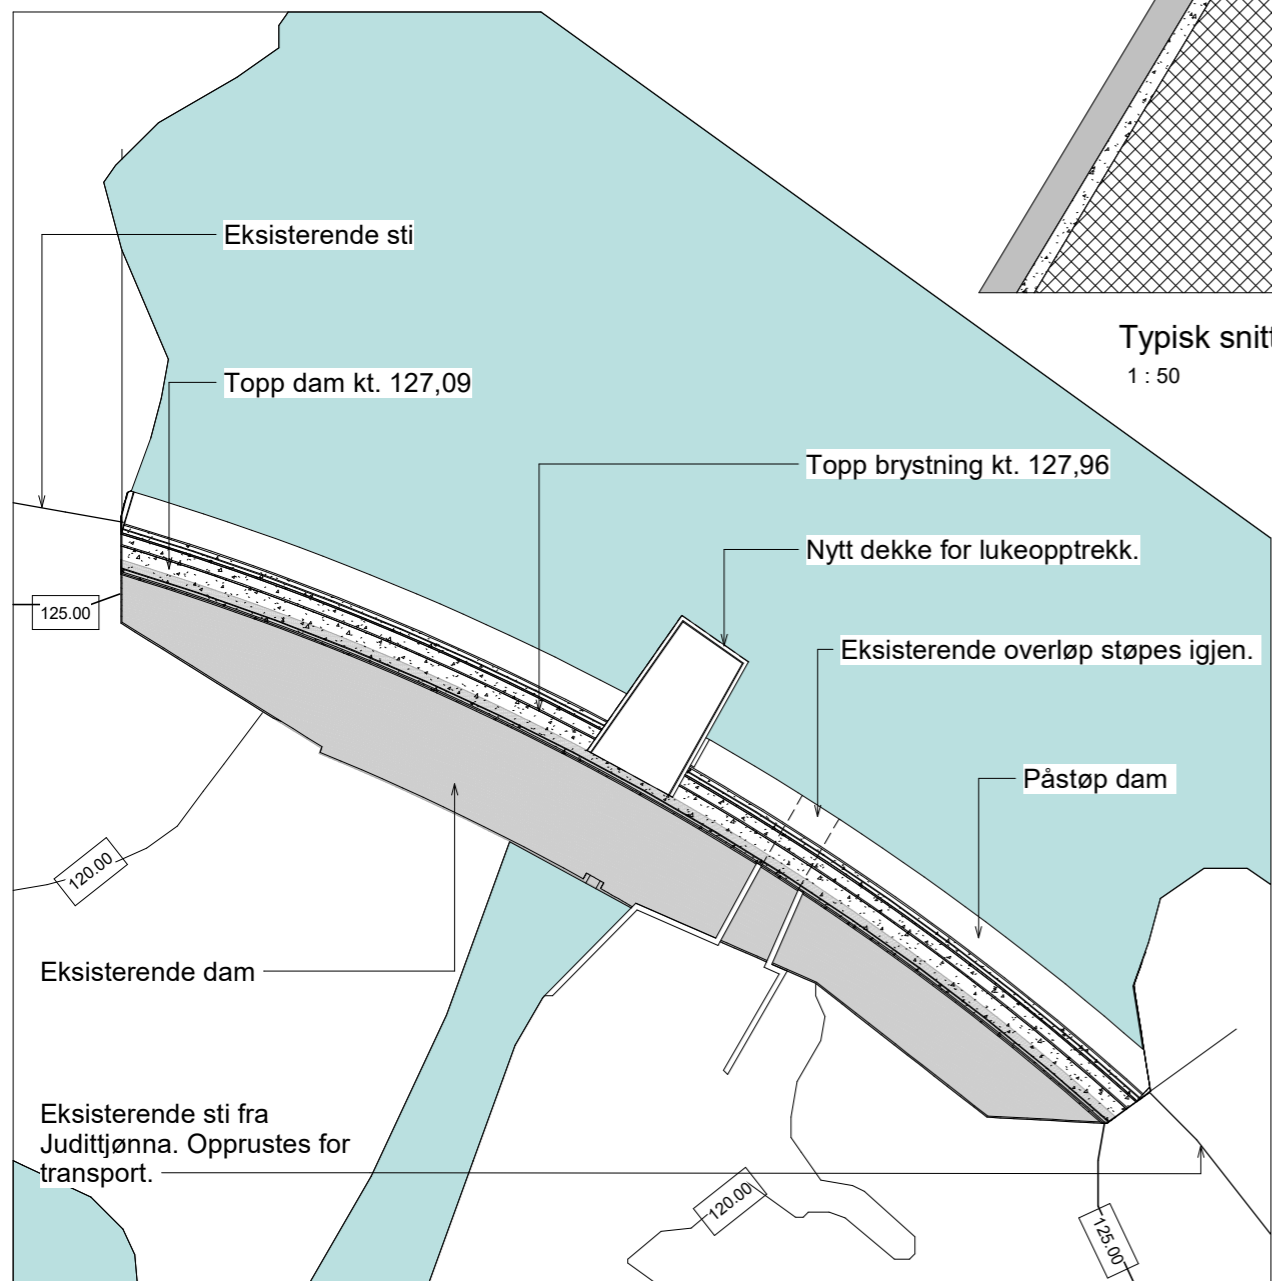 Eksisterende sti
Typisk snitt
1 : 50
Topp dam kt. 127,09
Topp brystning kt. 127,96
Nytt dekke for lukeopptrekk.
125.00
Eksisterende overløp støpes igjen.
Påstøp dam
120.00
Eksisterende dam
Eksisterende sti fra
Judittjønna. Opprustes for
transport.
120.00
125.00